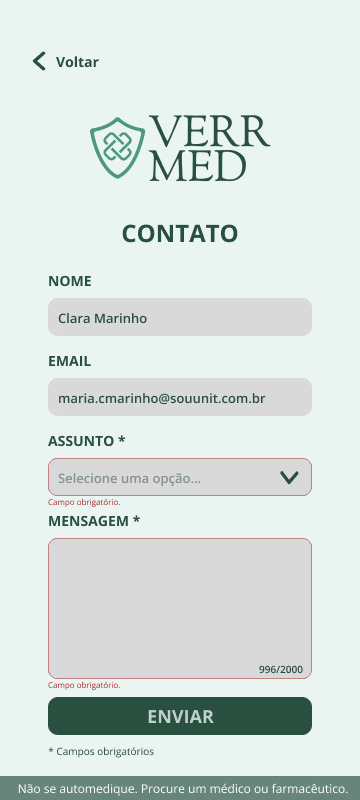 Voltar
VERR
MED
CONTATO
NOME
Clara Marinho
EMAIL
maria.cmarinho@souunit.com.br
ASSUNTO *
Selecione uma opção...
Campo obrigatório.
MENSAGEM *
996/2000
Campo obrigatório.
ENVIAR
* Campos obrigatórios
Não se automedique. Procure um médico ou farmacêutico.